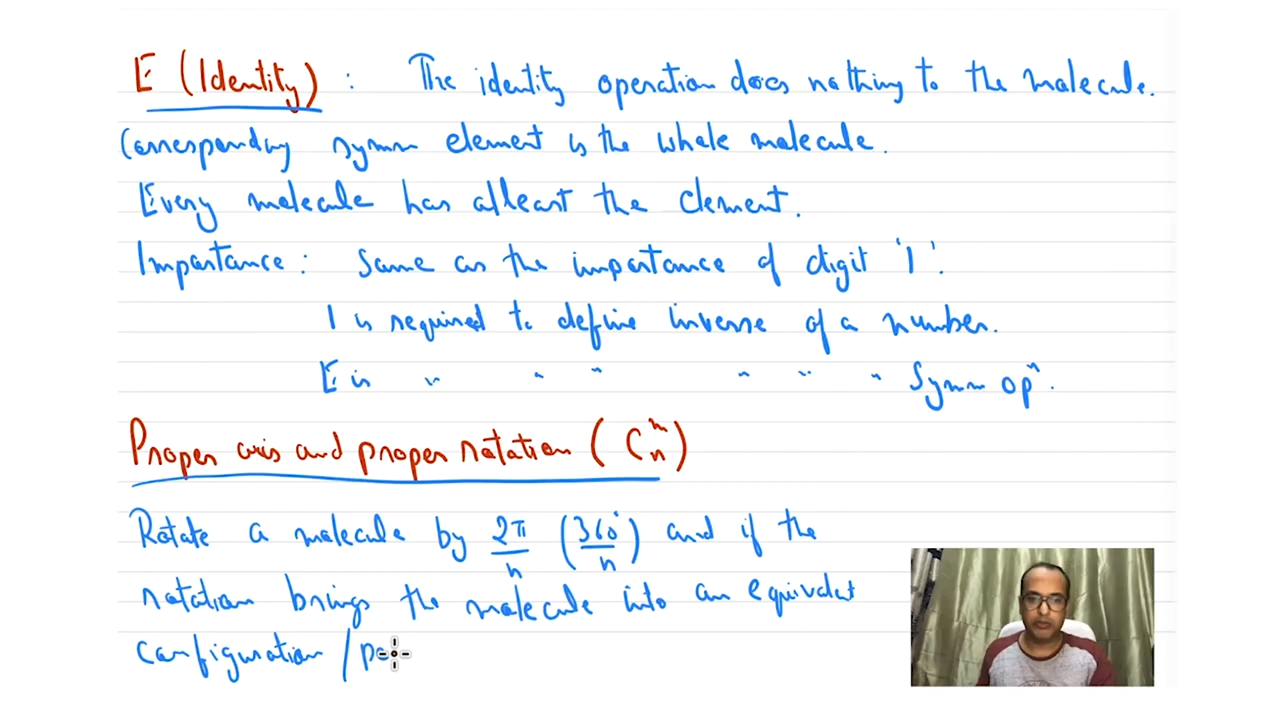 E (Identity) : The identity operation does nothing to the molecule.
Corresponding symm element is the whole molecule.
Every molecule has atleast the element.
Importance : Same as the importance of digit '1'.
1 is required to define inverse of a number.
E is " " " " " " Symm opⁿ.
Proper axis and proper rotation (Cₙᵐ)
Rotate a molecule by 2π/n (360°/n) and if the
rotation brings the molecule into an equivalent
configuration / po